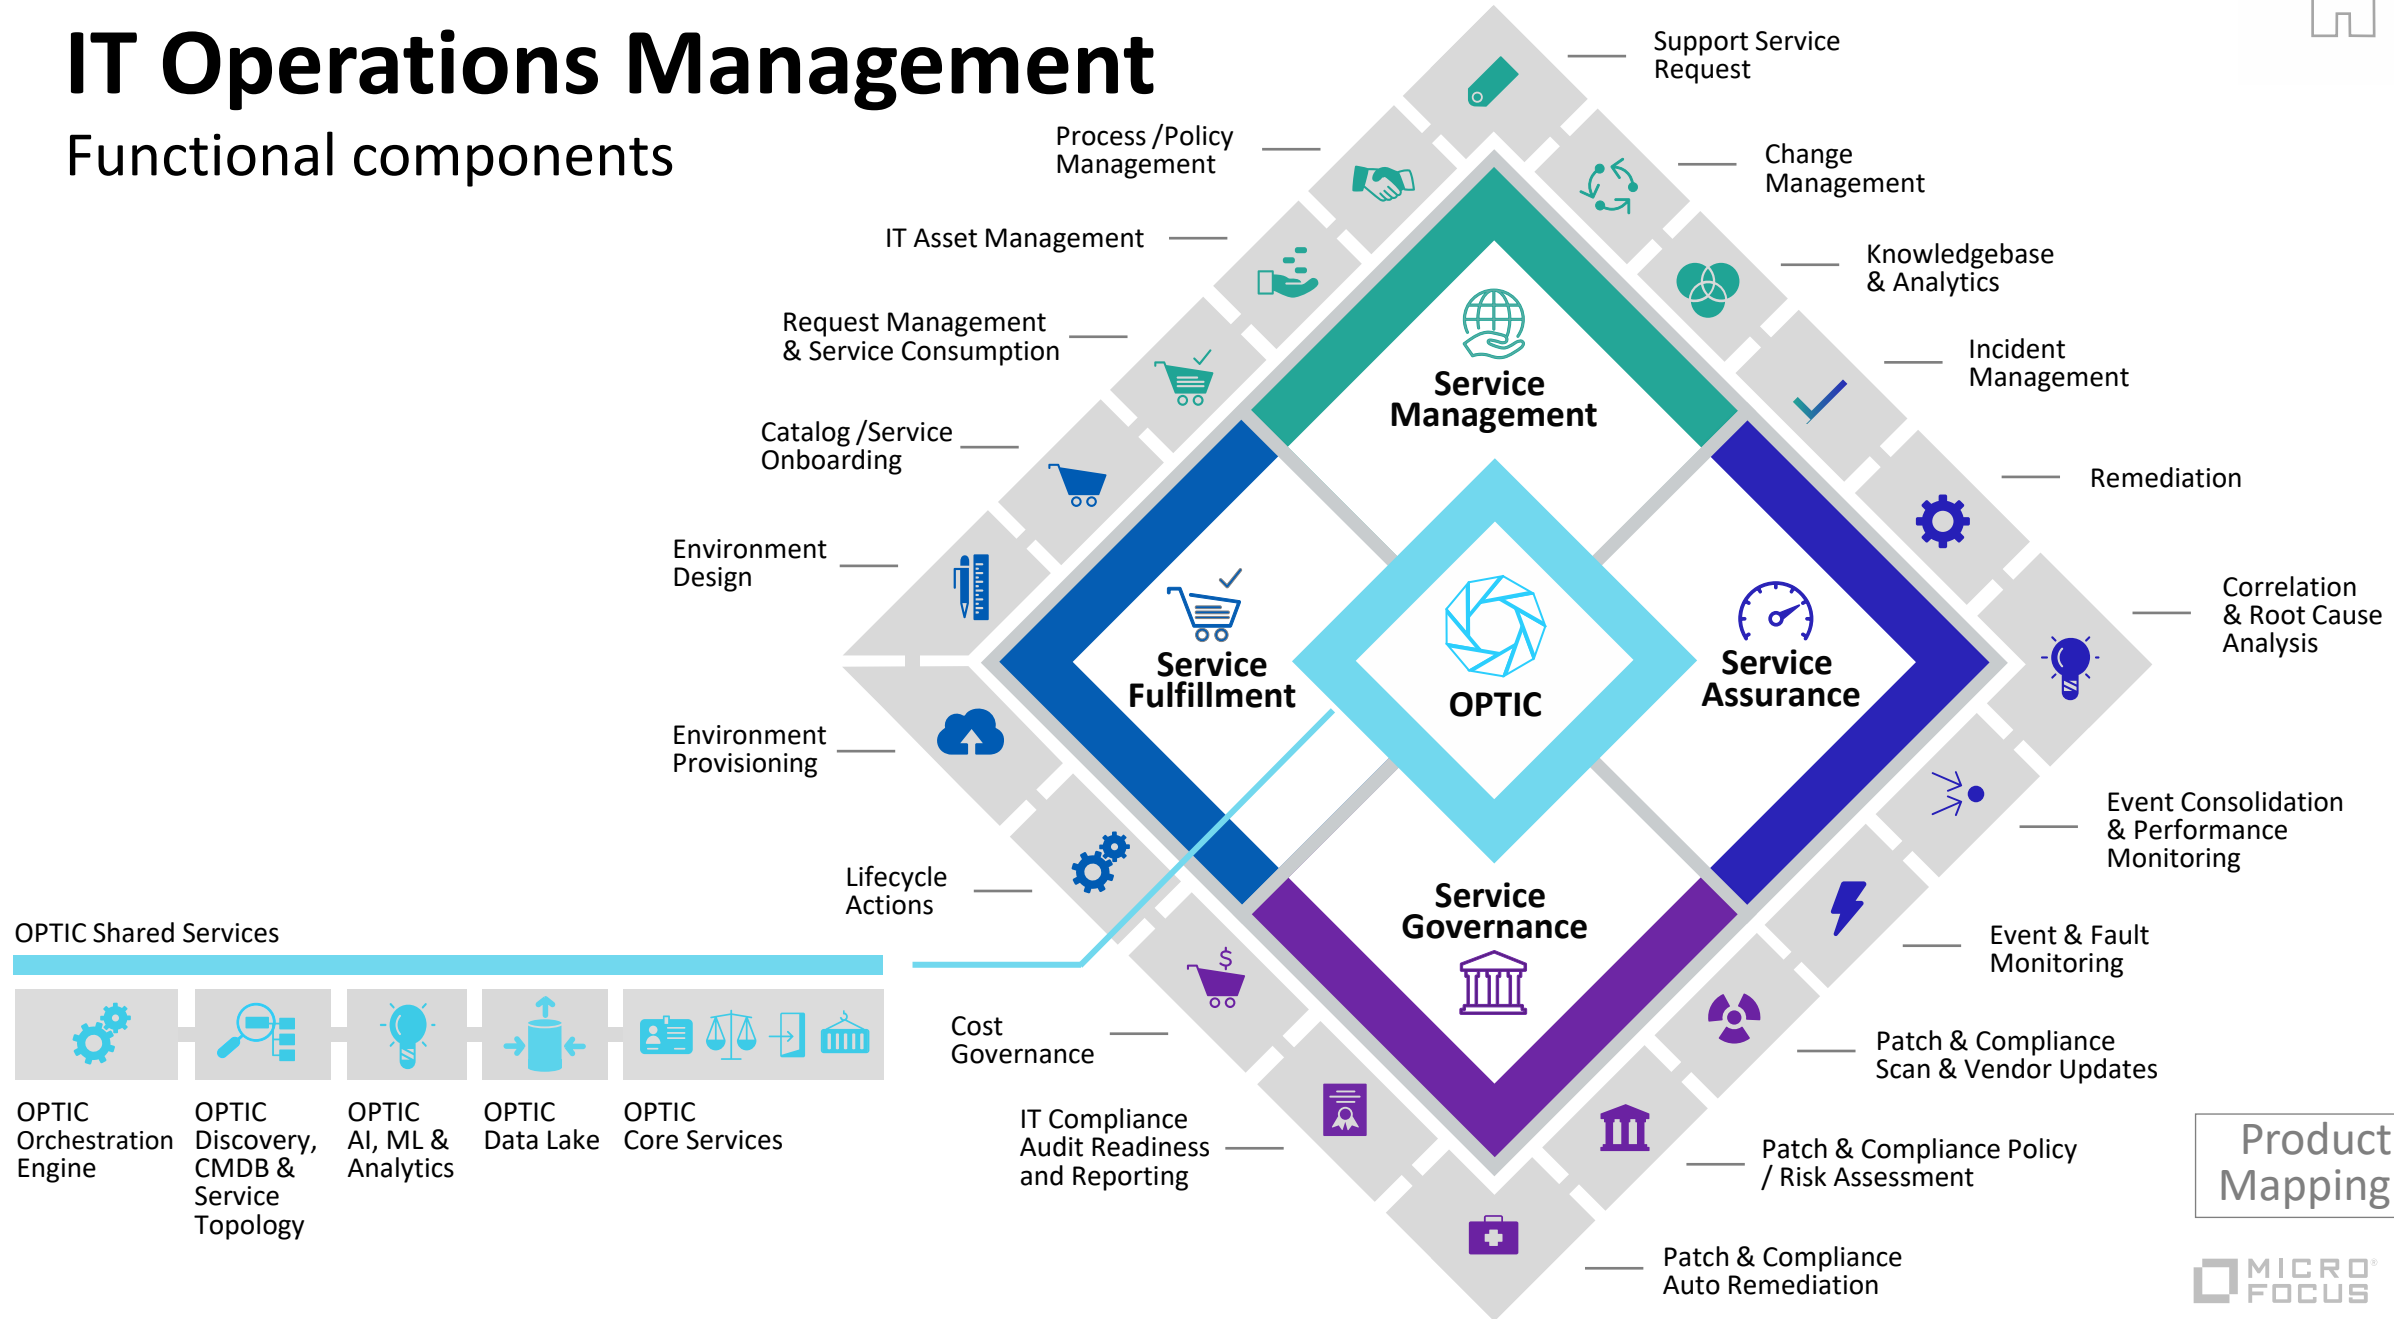 IT Operations Management
Functional components
Support Service
Request
Process /Policy
Management
Change
Management
IT Asset Management
Knowledgebase
& Analytics
Request Management
& Service Consumption
Incident
Management
Catalog /Service
Onboarding
Remediation
Environment
Design
Correlation
& Root Cause
Analysis
Environment
Provisioning
Event Consolidation
& Performance
Monitoring
Lifecycle
Actions
Event & Fault
Monitoring
Cost
Governance
Patch & Compliance
Scan & Vendor Updates
IT Compliance
Audit Readiness
and Reporting
Patch & Compliance Policy
/ Risk Assessment
Patch & Compliance
Auto Remediation
Service
Management
Service
Fulfillment
OPTIC
Service
Assurance
Service
Governance
$
OPTIC Shared Services
OPTIC
Orchestration
Engine
OPTIC
Discovery,
CMDB &
Service
Topology
OPTIC
AI, ML &
Analytics
OPTIC
Data Lake
OPTIC
Core Services
Product
Mapping
MICRO®
FOCUS